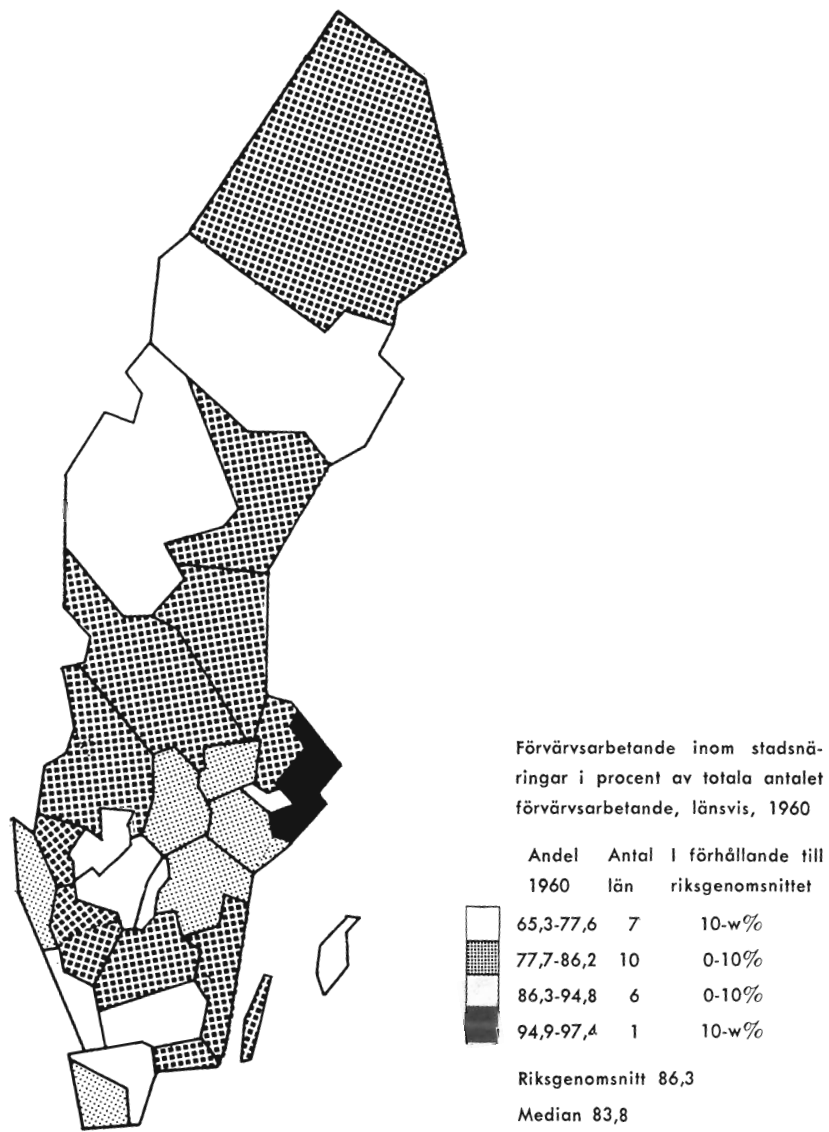 Förvärvsarbetande inom stadsnä-
ringar i procent av totala antalet
förvärvsarbetande, länsvis, 1960
Andel Antal I förhållande till
1960 län riksgenomsnittet
65,3-77,6 7 10-w%
77,7-86,2 10 0-10%
86,3-94,8 6 0-10%
94,9-97,4 1 10-w%
Riksgenomsnitt 86,3
Median 83,8